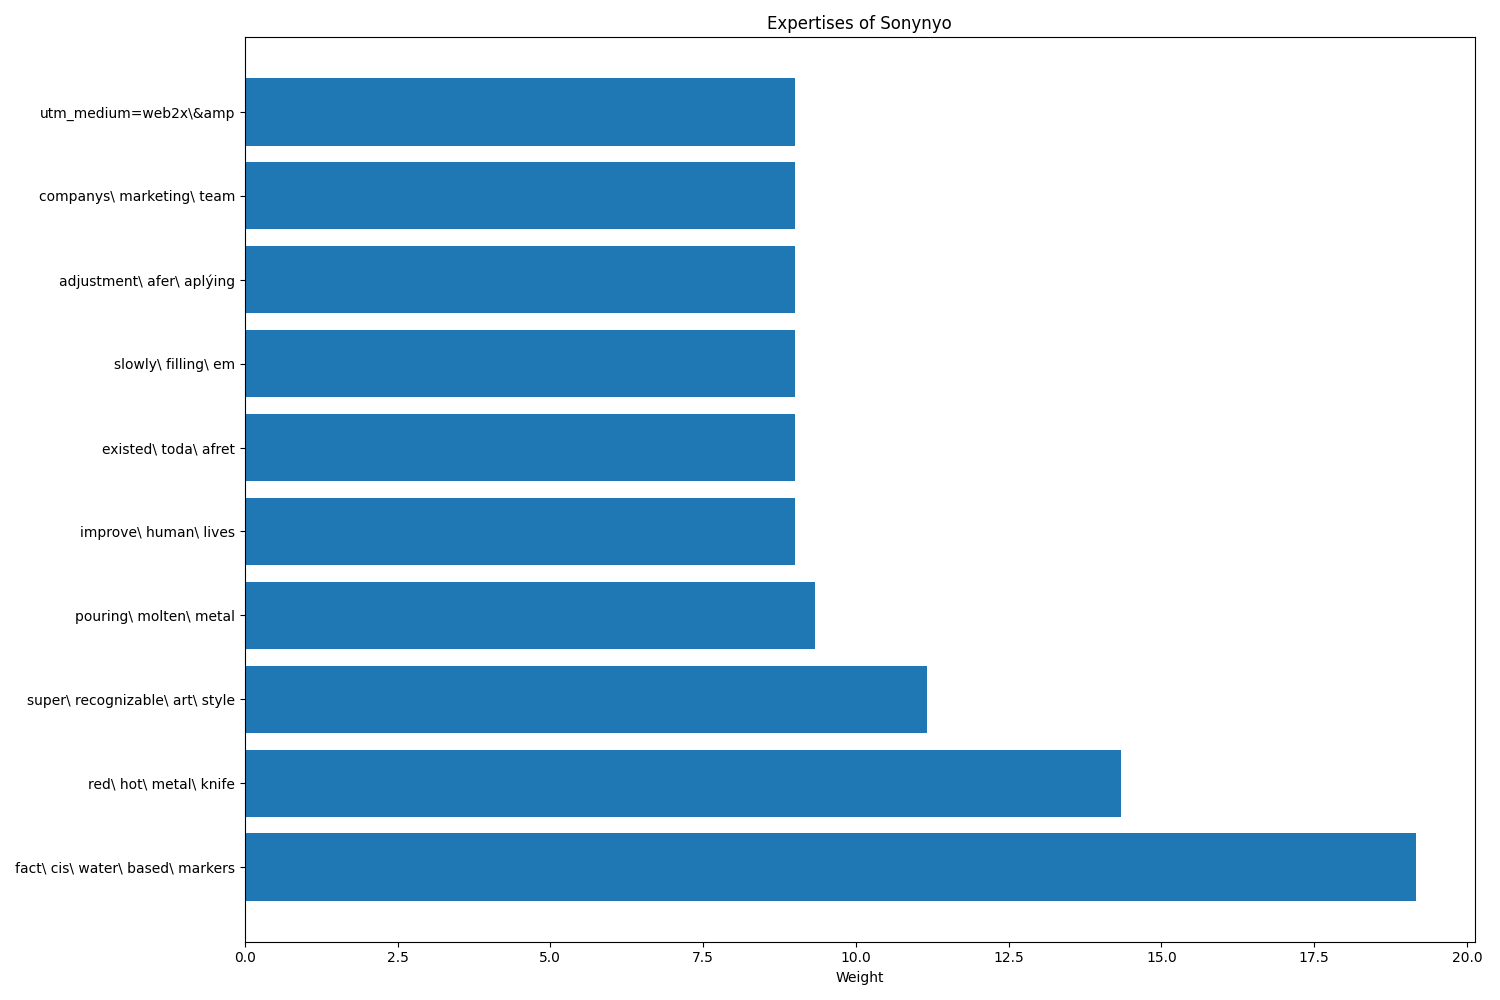 Expertises of Sonynyo
utm_medium=web2x\&amp
companys\ marketing\ team
adjustment\ afer\ aplýing
slowly\ filling\ em
existed\ toda\ afret
improve\ human\ lives
pouring\ molten\ metal
super\ recognizable\ art\ style
red\ hot\ metal\ knife
fact\ cis\ water\ based\ markers
0.0 2.5 5.0 7.5 10.0 12.5 15.0 17.5 20.0
Weight